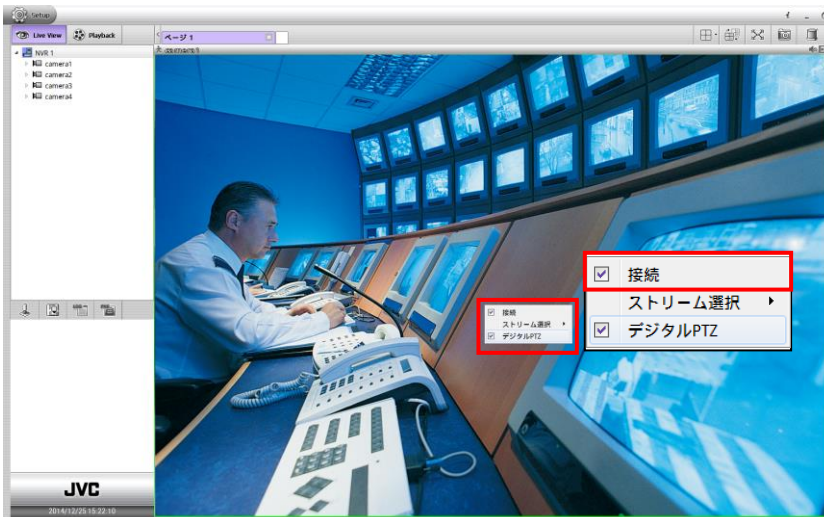 Setup
Live View
Playback
ページ 1
NVR 1
camera1
camera2
camera3
camera4
camera1
接続
ストリーム選択
デジタルPTZ
接続
ストリーム選択
デジタルPTZ
JVC
2014/12/25 15:22:10